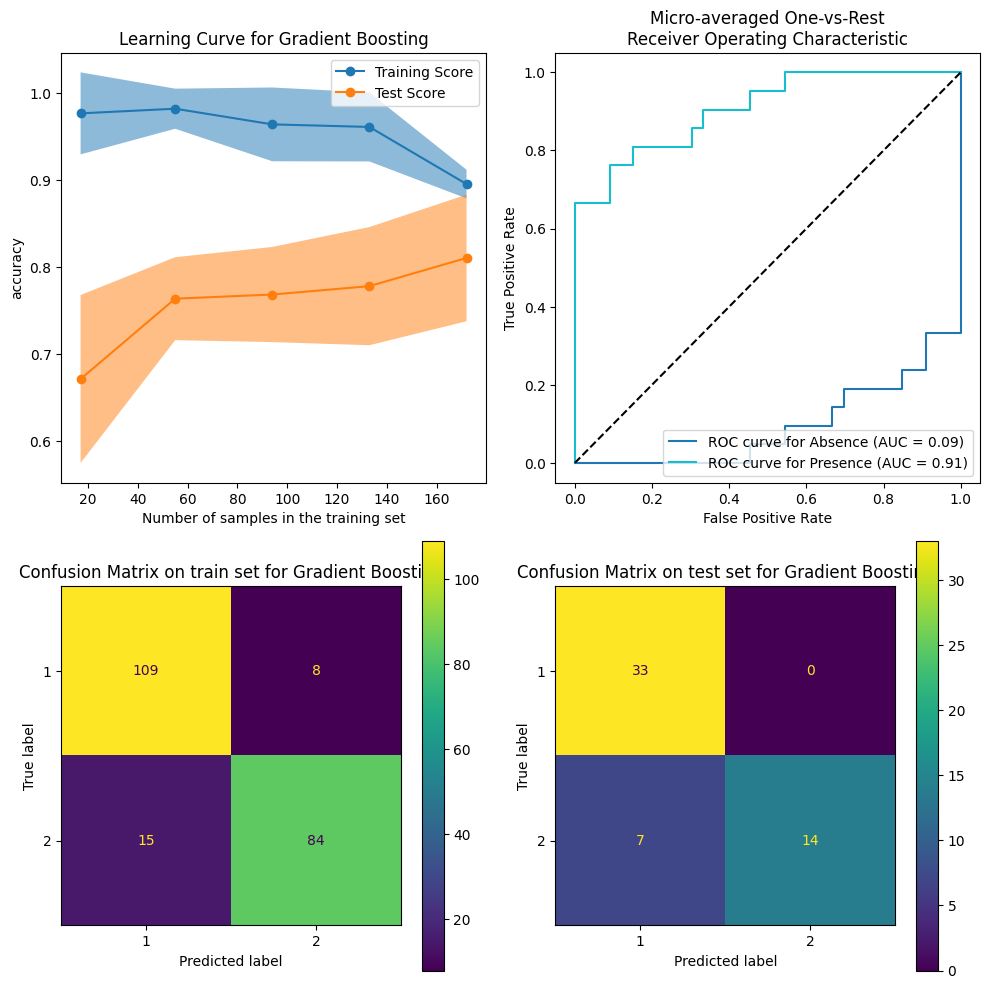 Learning Curve for Gradient Boosting
Training Score
Test Score
1.0
0.9
0.8
0.7
0.6
accuracy
20 40 60 80 100 120 140 160
Number of samples in the training set
Micro-averaged One-vs-Rest
Receiver Operating Characteristic
1.0
0.8
0.6
0.4
0.2
0.0
True Positive Rate
ROC curve for Absence (AUC = 0.09)
ROC curve for Presence (AUC = 0.91)
0.0 0.2 0.4 0.6 0.8 1.0
False Positive Rate
Confusion Matrix on train set for Gradient Boosti
1
2
True label
109 8
15 84
1 2
Predicted label
100
80
60
40
20
Confusion Matrix on test set for Gradient Boostin
1
2
True label
33 0
7 14
1 2
Predicted label
30
25
20
15
10
5
0